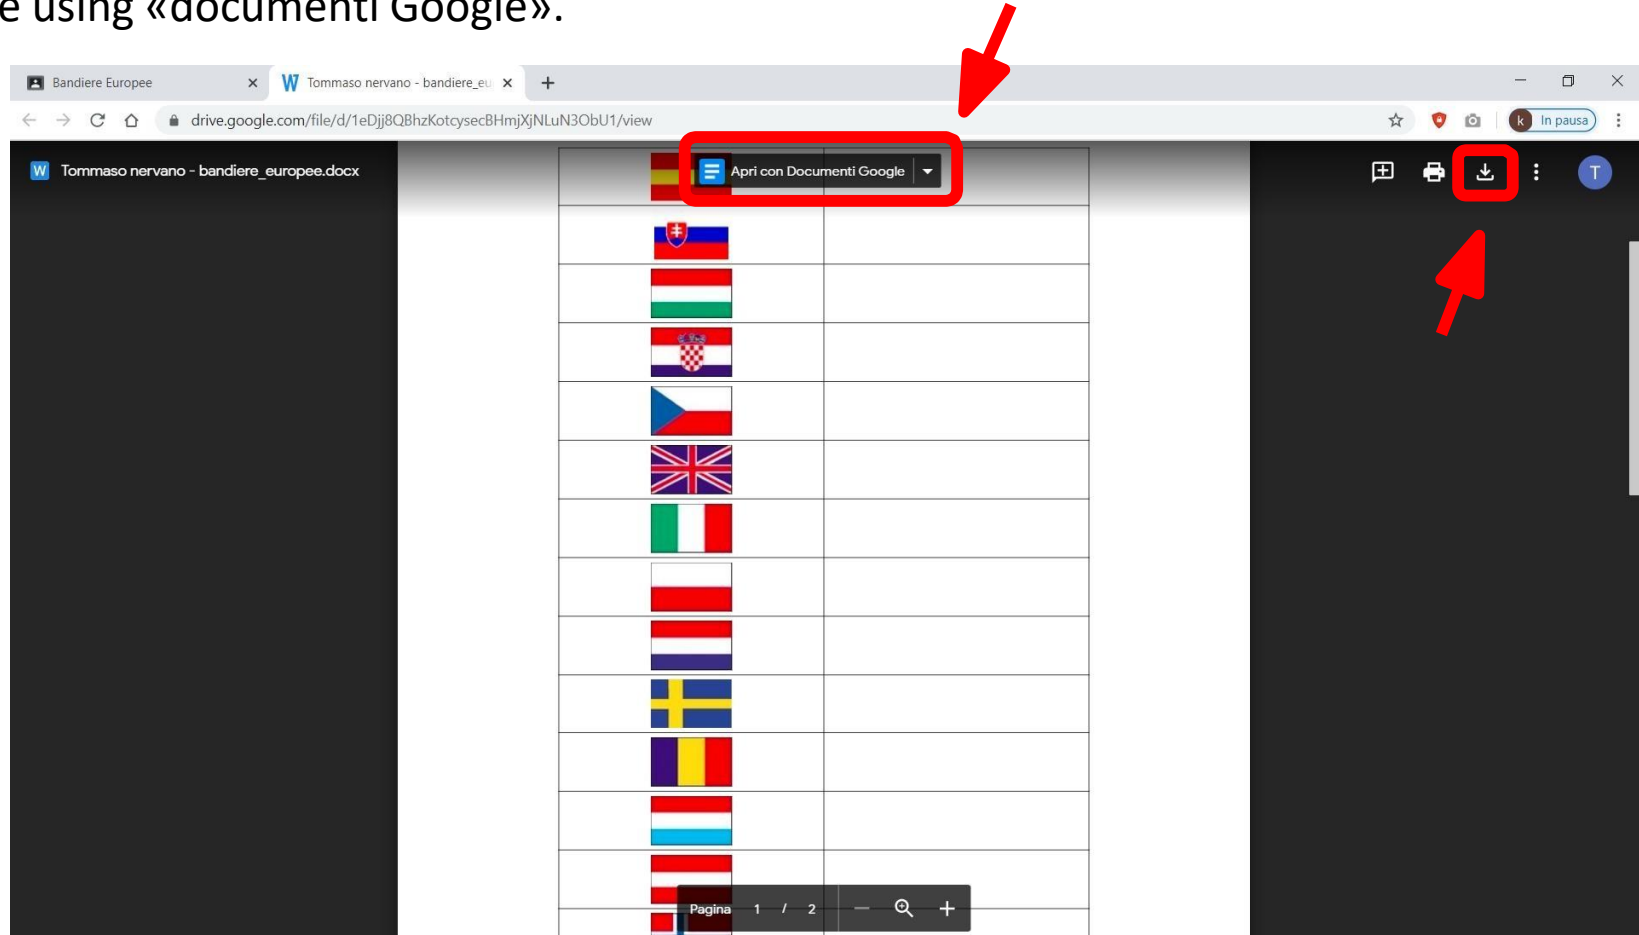 e using «documenti Google».
Bandiere Europee
Tommaso nervano - bandiere_eu
drive.google.com/file/d/1eDjj8QBhzKotcysecBHmjXjNLuN3ObU1/view
k In pausa
W Tommaso nervano - bandiere_europee.docx
Apri con Documenti Google
T
Pagina 1 / 2